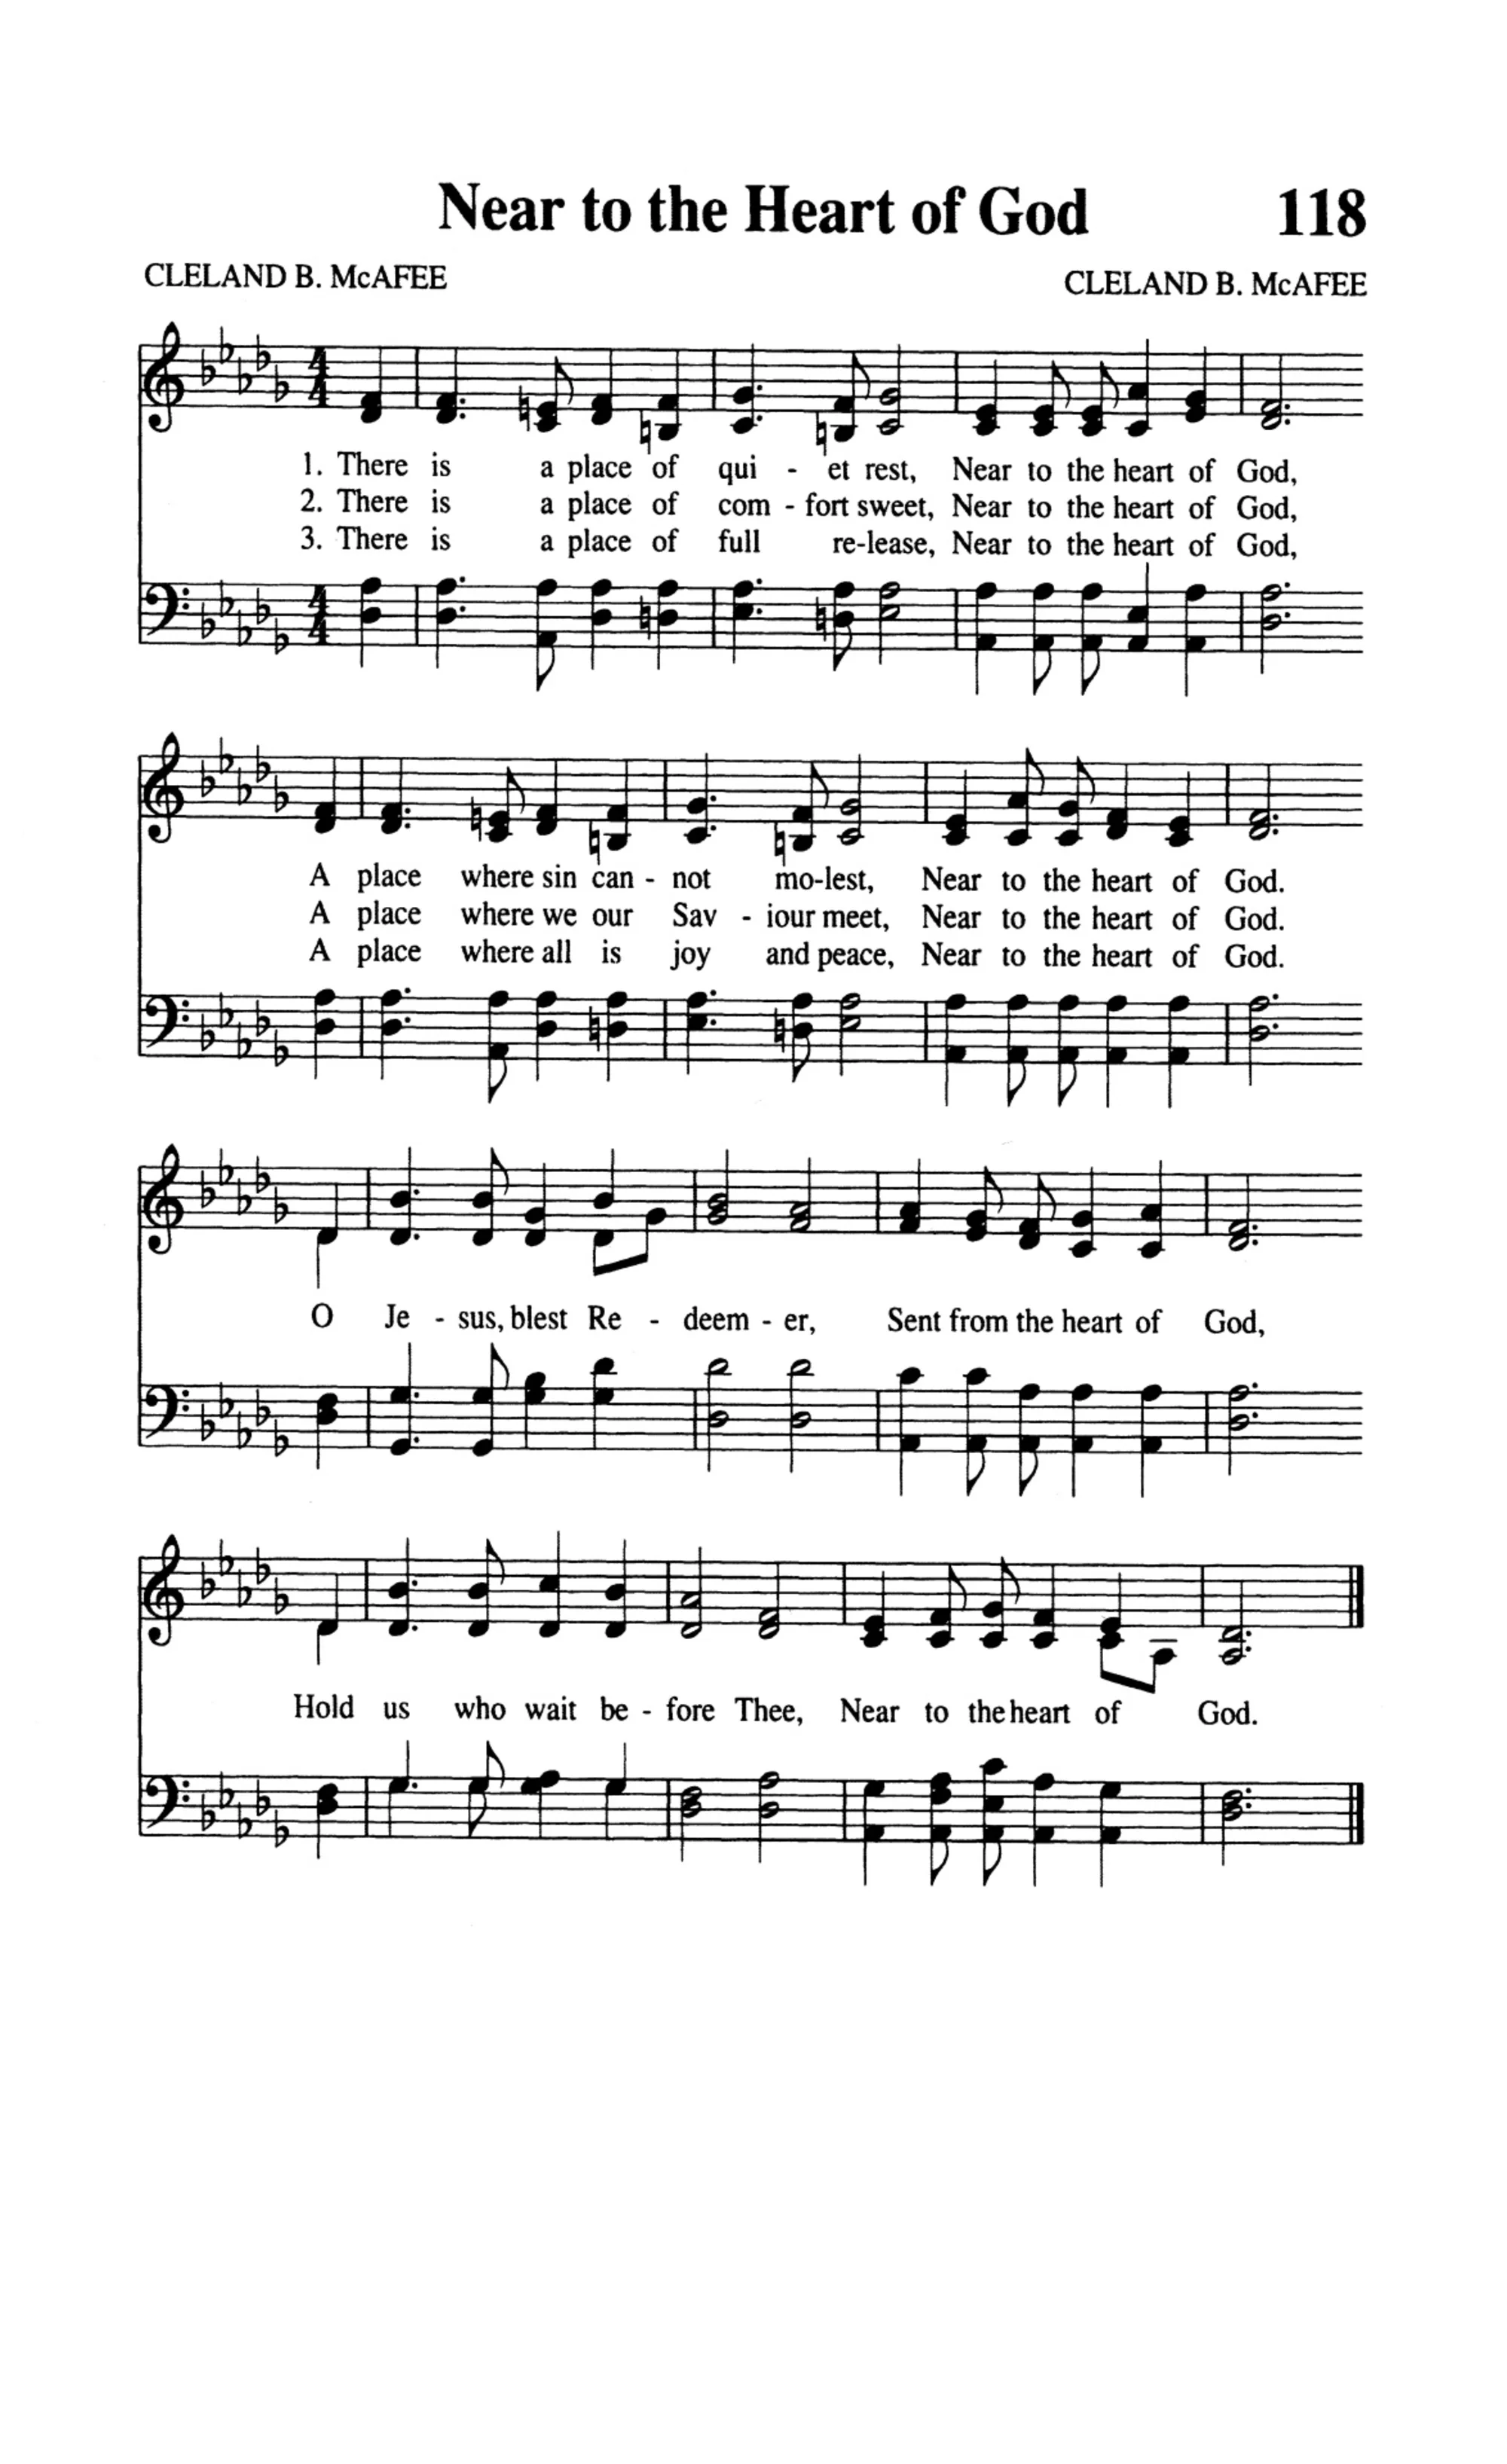 Near to the Heart of God 118
CLELAND B. McAFEE CLELAND B. McAFEE
4 4
1. There is a place of qui - et rest, Near to the heart of God,
2. There is a place of com - fort sweet, Near to the heart of God,
3. There is a place of full re-lease, Near to the heart of God,
4 4
A place where sin can - not mo-lest, Near to the heart of God.
A place where we our Sav - iour meet, Near to the heart of God.
A place where all is joy and peace, Near to the heart of God.
O Je - sus, blest Re - deem - er, Sent from the heart of God,
Hold us who wait be - fore Thee, Near to the heart of God.